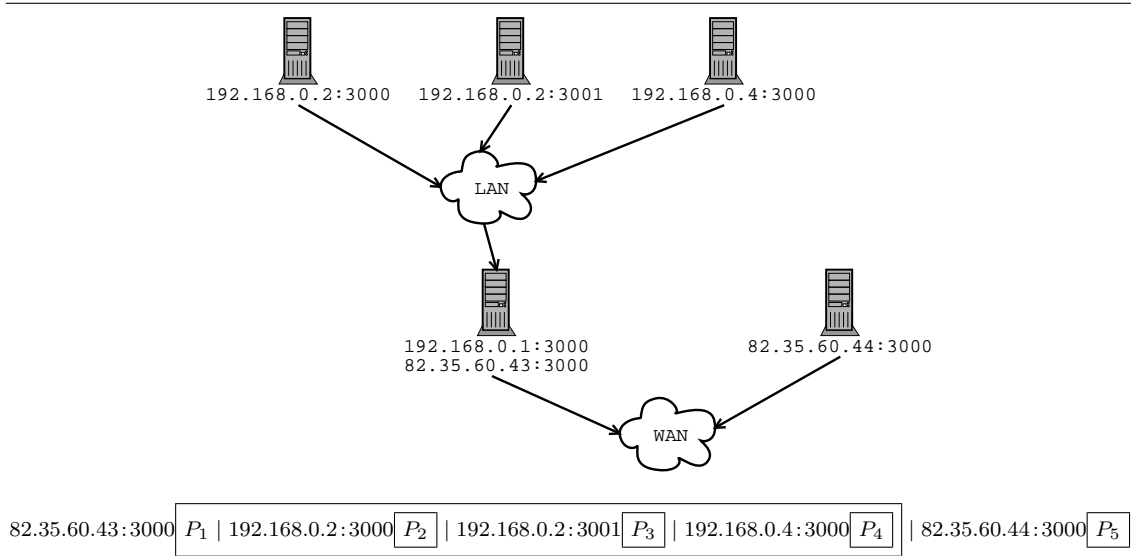 192.168.0.2:3000 192.168.0.2:3001 192.168.0.4:3000
LAN
192.168.0.1:3000 82.35.60.44:3000
82.35.60.43:3000
WAN
82.35.60.43:3000 P₁ | 192.168.0.2:3000 P₂ | 192.168.0.2:3001 P₃ | 192.168.0.4:3000 P₄ | 82.35.60.44:3000 P₅